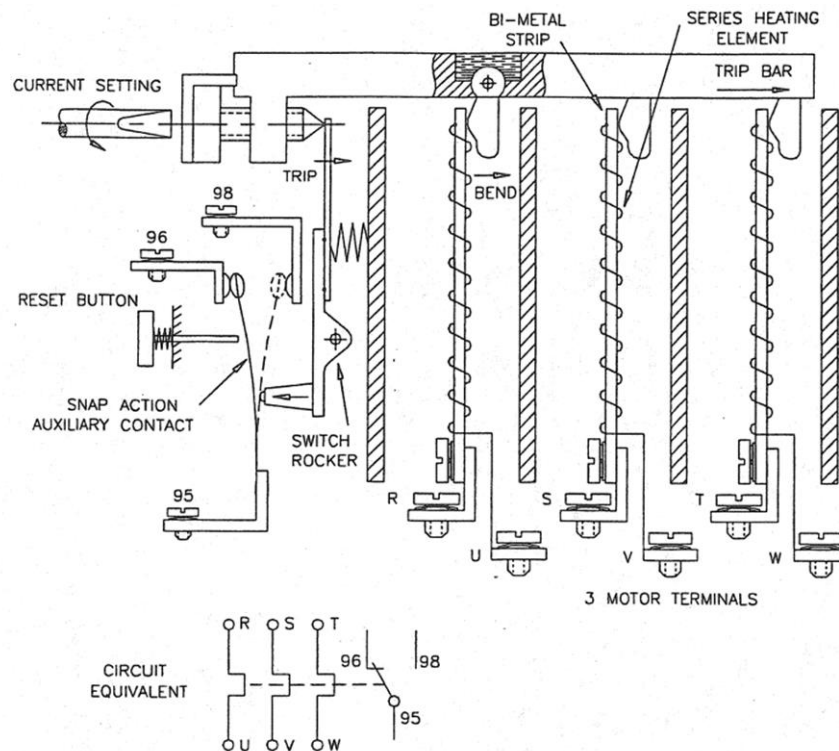 BI-METAL
STRIP
SERIES HEATING
ELEMENT
CURRENT SETTING
TRIP BAR
TRIP
BEND
98
96
RESET BUTTON
SNAP ACTION
AUXILIARY CONTACT
SWITCH
ROCKER
95
R
S
T
U
V
W
3 MOTOR TERMINALS
R
S
T
96
98
CIRCUIT
EQUIVALENT
95
U
V
W